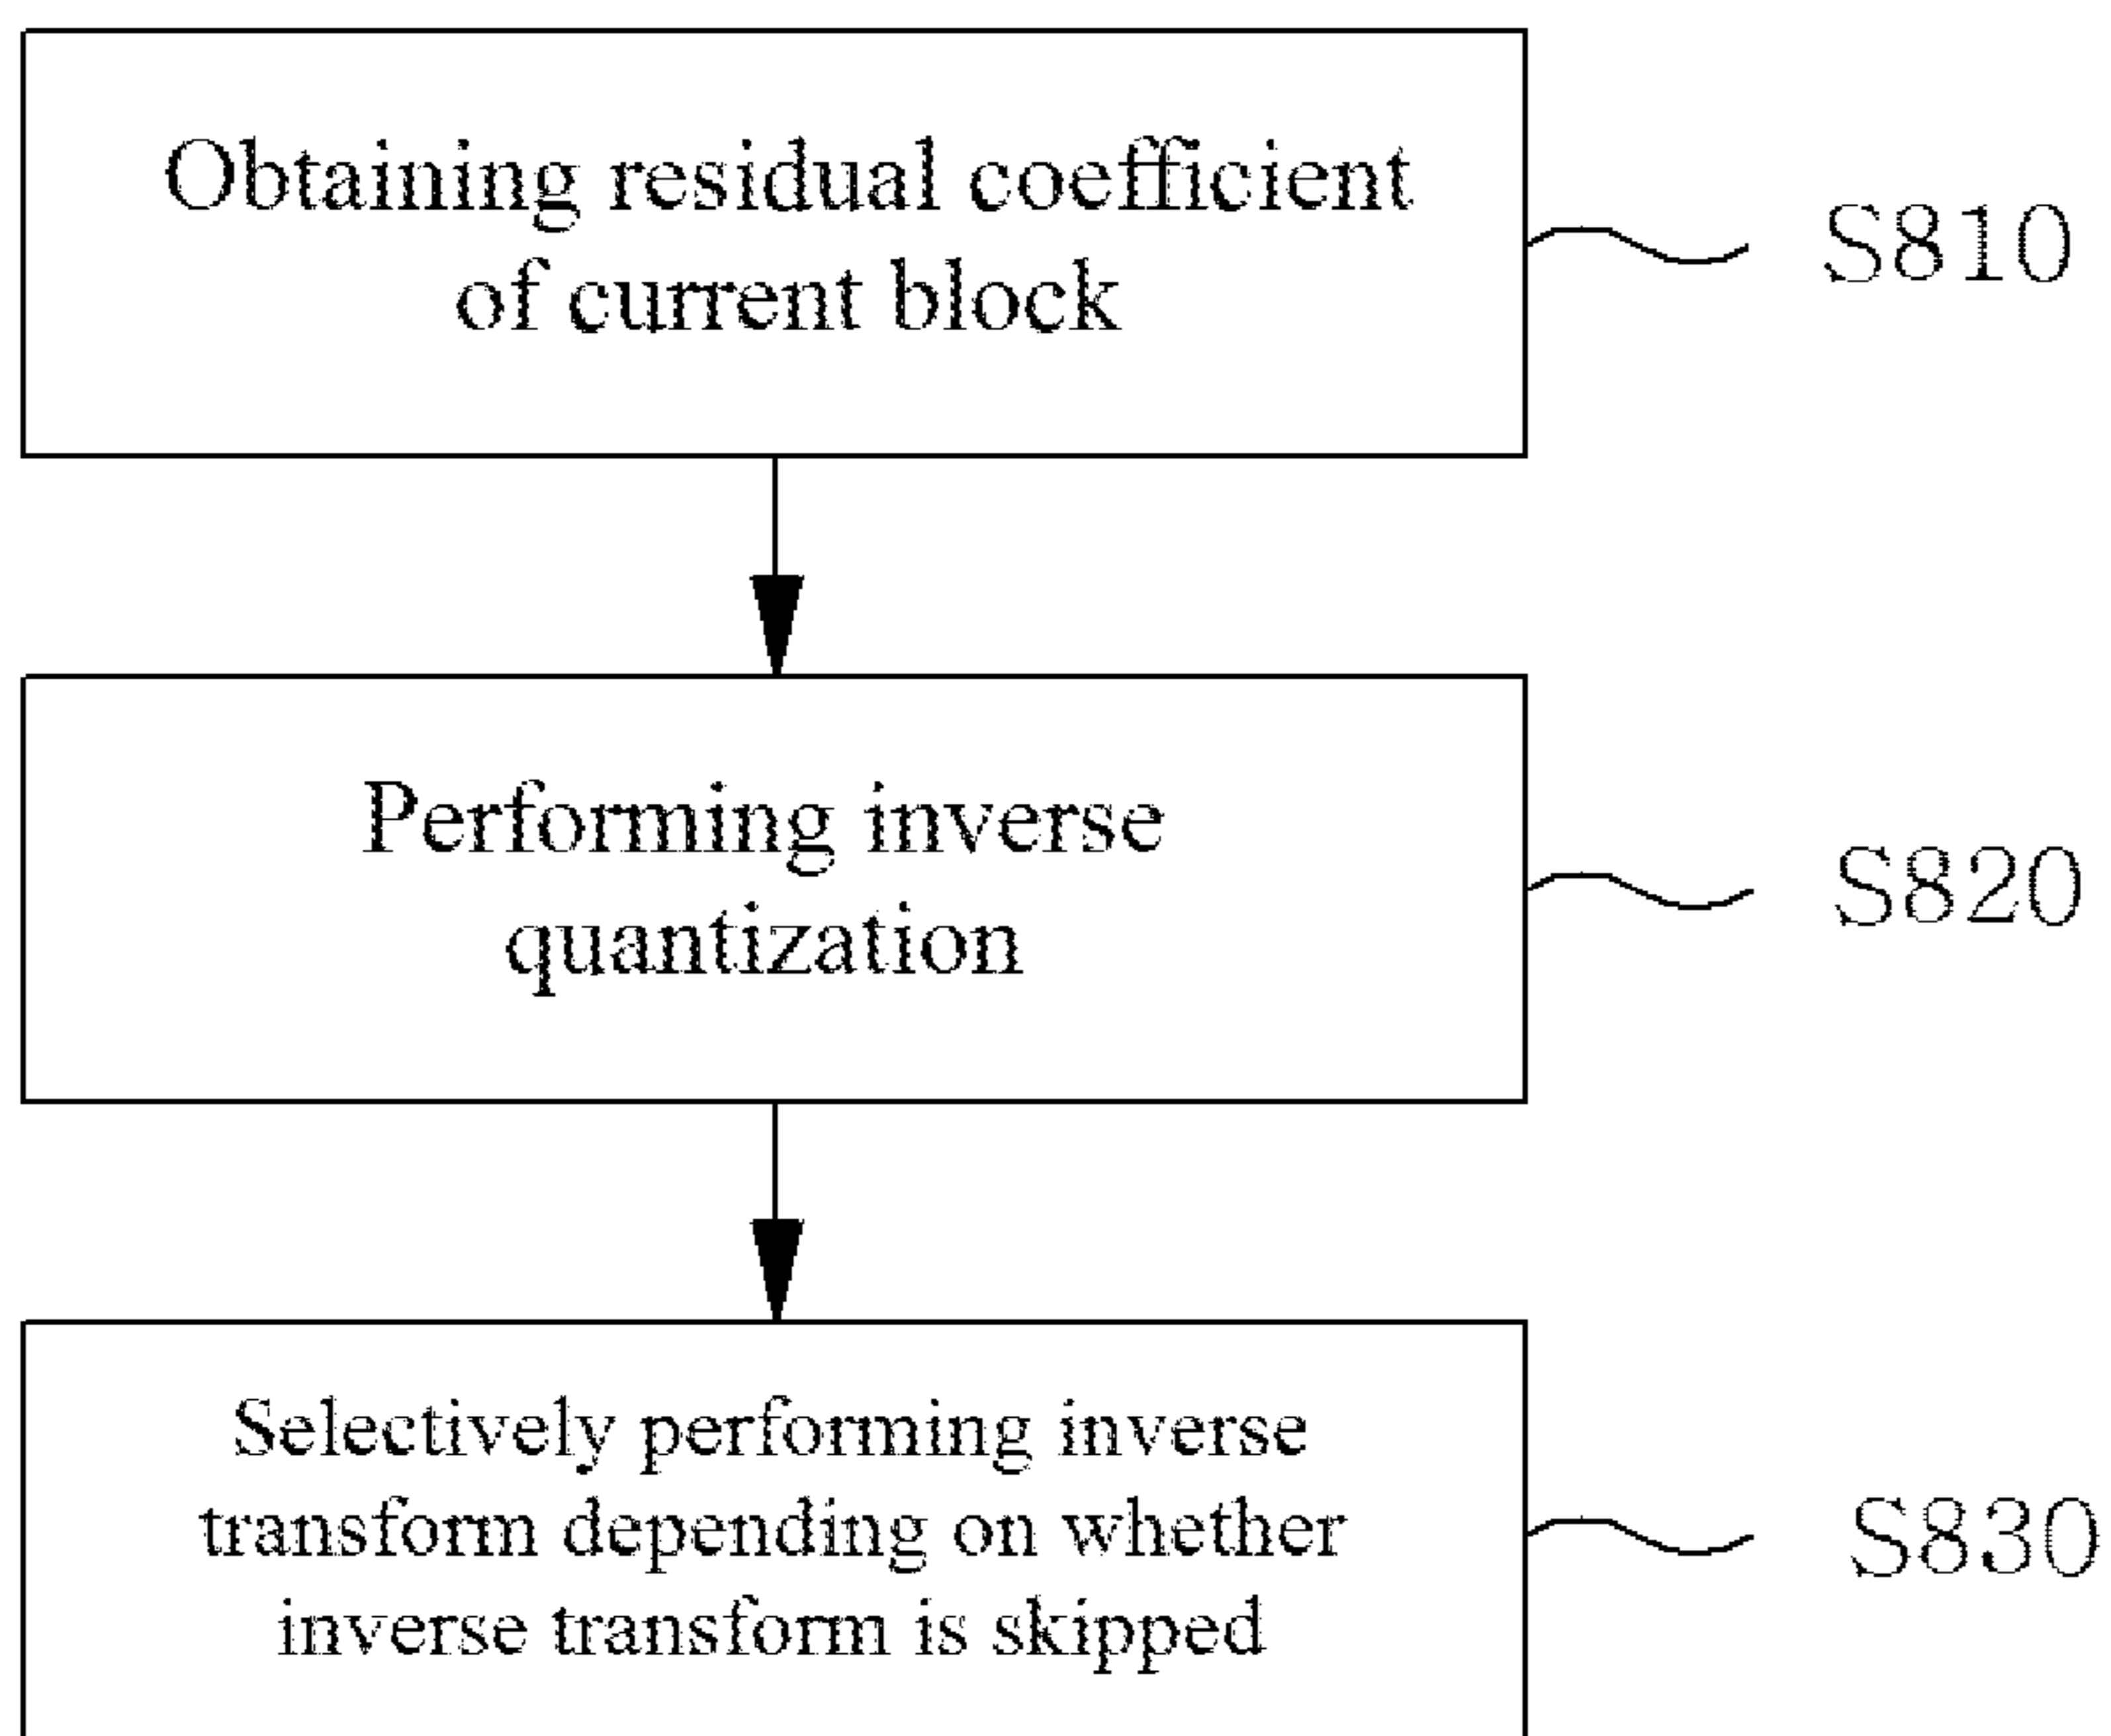 Obtaining residual coefficient
of current block
S810
Performing inverse
quantization
S820
Selectively performing inverse
transform depending on whether
inverse transform is skipped
S830